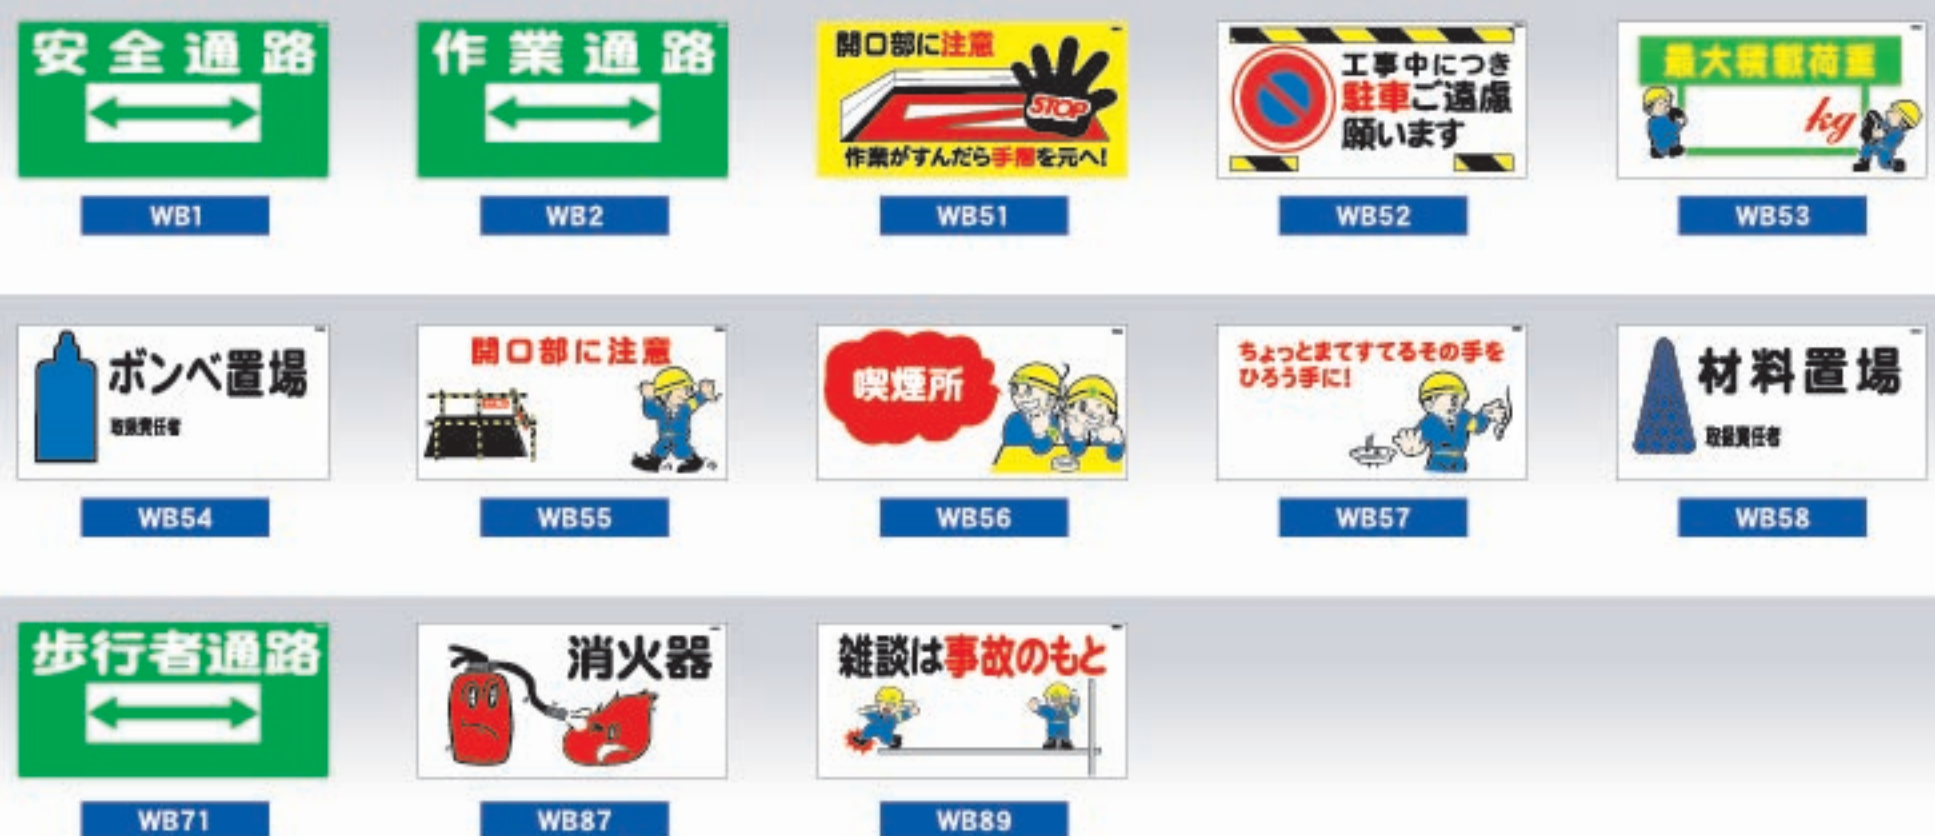 安全通路
WB1
作業通路
WB2
開口部に注意
STOP
作業がすんだら手摺を元へ!
WB51
工事中につき
駐車ご遠慮
願います
WB52
最大積載荷重
kg
WB53
ボンベ置場
取扱責任者
WB54
開口部に注意
WB55
喫煙所
WB56
ちょっとまてすてるその手を
ひろう手に!
WB57
材料置場
取扱責任者
WB58
歩行者通路
WB71
消火器
WB87
雑談は事故のもと
WB89